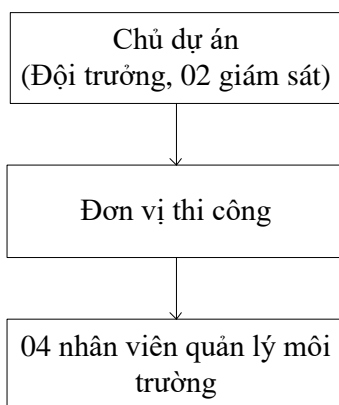 Chủ dự án
(Đội trưởng, 02 giám sát)
Đơn vị thi công
04 nhân viên quản lý môi
trường